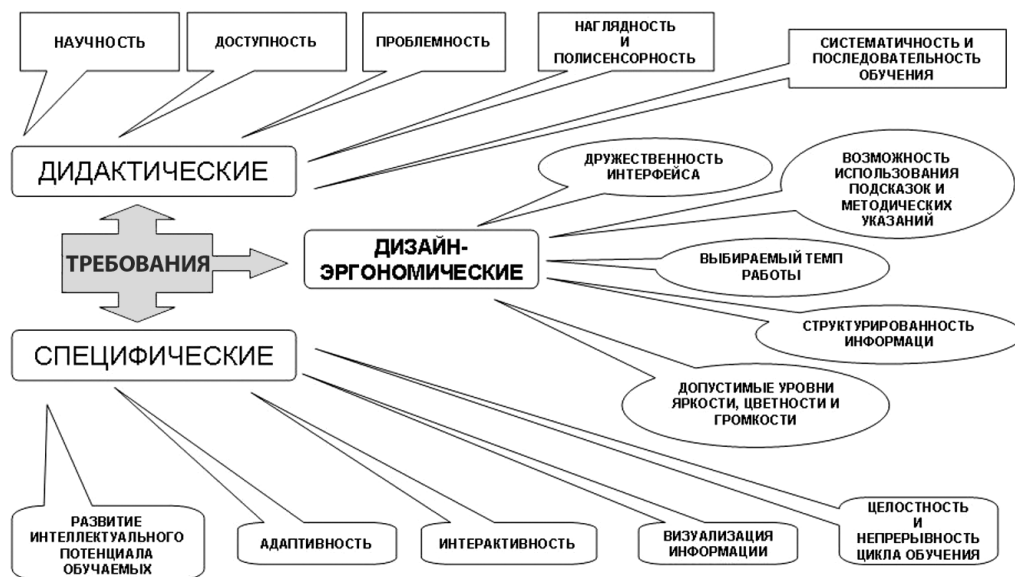 НАУЧНОСТЬ
ДОСТУПНОСТЬ
ПРОБЛЕМНОСТЬ
НАГЛЯДНОСТЬ
И
ПОЛИСЕНСОРНОСТЬ
СИСТЕМАТИЧНОСТЬ И
ПОСЛЕДОВАТЕЛЬНОСТЬ
ОБУЧЕНИЯ
ДИДАКТИЧЕСКИЕ
ДРУЖЕСТВЕННОСТЬ
ИНТЕРФЕЙСА
ВОЗМОЖНОСТЬ
ИСПОЛЬЗОВАНИЯ
ПОДСКАЗОК И
МЕТОДИЧЕСКИХ
УКАЗАНИЙ
ТРЕБОВАНИЯ
ДИЗАЙН-
ЭРГОНОМИЧЕСКИЕ
ВЫБИРАЕМЫЙ ТЕМП
РАБОТЫ
СТРУКТУРИРОВАННОСТЬ
ИНФОРМАЦИ
СПЕЦИФИЧЕСКИЕ
ДОПУСТИМЫЕ УРОВНИ
ЯРКОСТИ, ЦВЕТНОСТИ И
ГРОМКОСТИ
РАЗВИТИЕ
ИНТЕЛЛЕКТУАЛЬНОГО
ПОТЕНЦИАЛА
ОБУЧАЕМЫХ
АДАПТИВНОСТЬ
ИНТЕРАКТИВНОСТЬ
ВИЗУАЛИЗАЦИЯ
ИНФОРМАЦИИ
ЦЕЛОСТНОСТЬ
И
НЕПРЕРЫВНОСТЬ
ЦИКЛА ОБУЧЕНИЯ